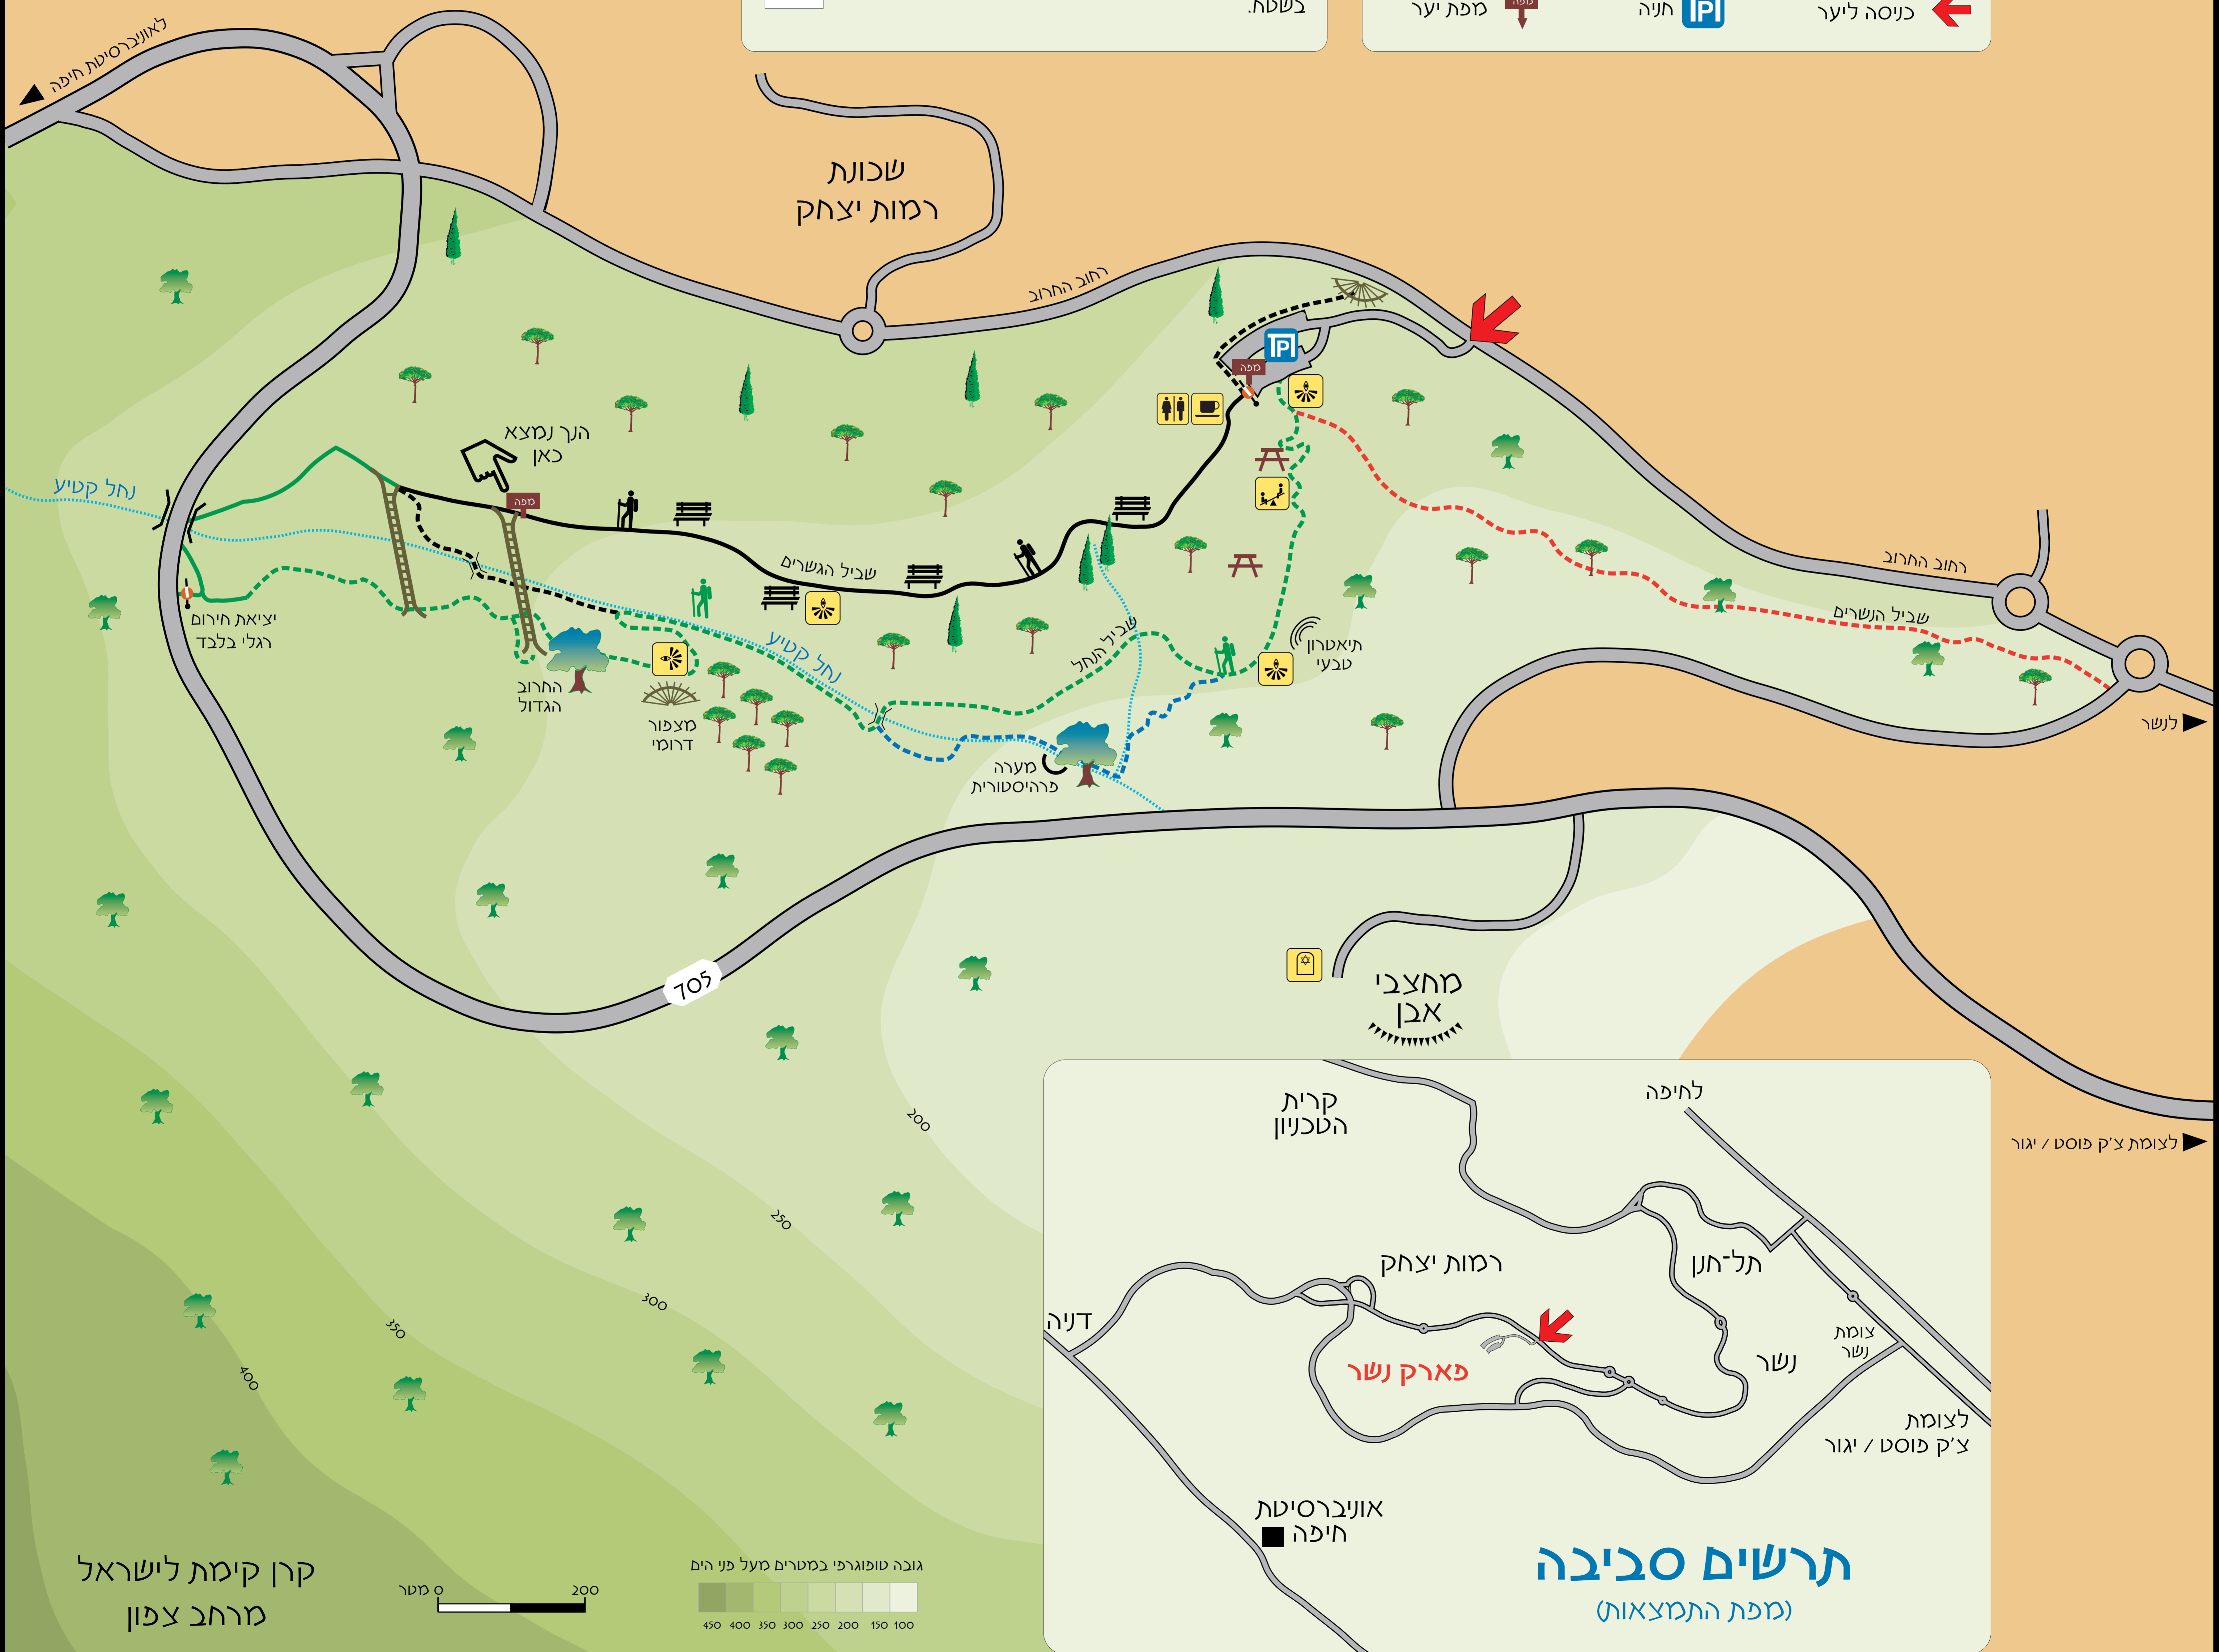 בשטח.
מפת יער
מפה
חניה
כניסה ליער
לאוניברסיטת חיפה
שכונת
רמות יצחק
רחוב החרוב
מפה
הנך נמצא
כאן
מפה
נחל קטיע
שביל הגשרים
יציאת חירום
רגלי בלבד
החרוב
הגדול
מצפור
דרומי
נחל קטיע
שביל הנחל
תיאטרון
טבעי
מערה
פרהיסטורית
רחוב החרוב
שביל הנשרים
לנשר
705
מחצבי
אבן
לצומת צ'ק פוסט / יגור
200
250
300
350
400
קרית
הטכניון
לחיפה
רמות יצחק
תל-חנן
דניה
פארק נשר
נשר
צומת
נשר
לצומת
צ'ק פוסט / יגור
אוניברסיטת
חיפה
תרשים סביבה
(מפת התמצאות)
קרן קימת לישראל
מרחב צפון
מטר 0 200
גובה טופוגרפי במטרים מעל פני הים
450 400 350 300 250 200 150 100